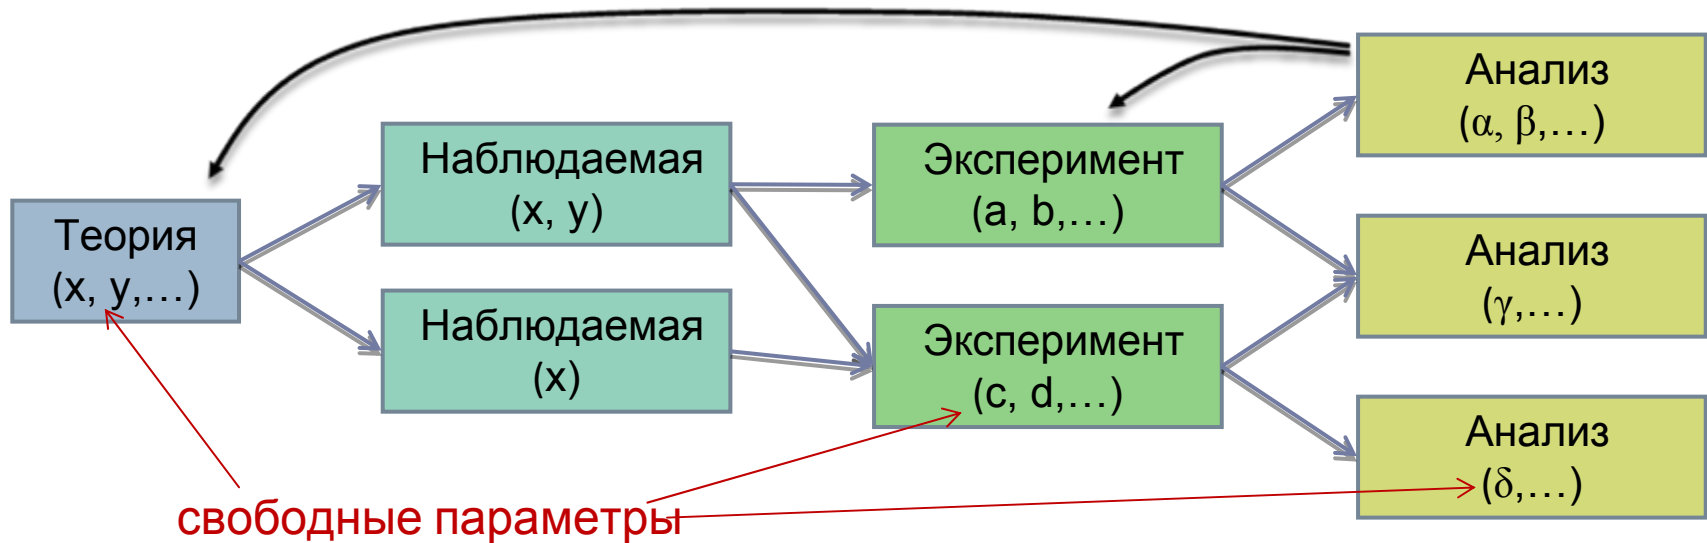 Теория
(x, y,…)
Наблюдаемая
(x, y)
Наблюдаемая
(x)
Эксперимент
(a, b,…)
Эксперимент
(c, d,…)
Анализ
(α, β,…)
Анализ
(γ,…)
Анализ
(δ,…)
свободные параметры